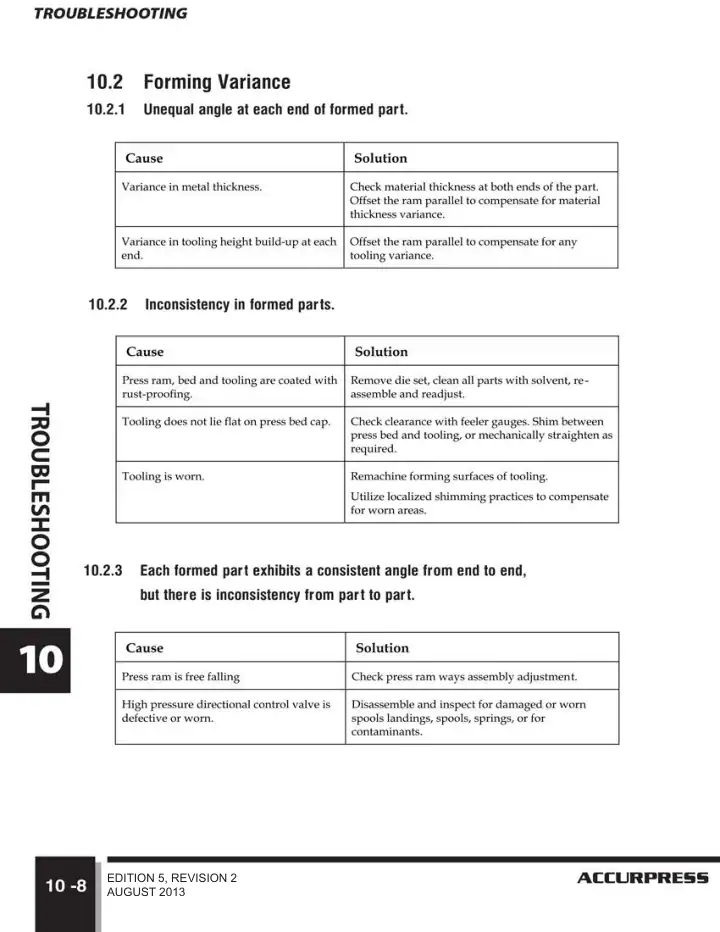 TROUBLESHOOTING
10.2 Forming Variance
10.2.1 Unequal angle at each end of formed part.
Cause Solution
Variance in metal thickness. Check material thickness at both ends of the part.
Offset the ram parallel to compensate for material
thickness variance.
Variance in tooling height build-up at each Offset the ram parallel to compensate for any
end. tooling variance.
10.2.2 Inconsistency in formed parts.
Cause Solution
Press ram, bed and tooling are coated with Remove die set, clean all parts with solvent, re-
rust-proofing. assemble and readjust.
Tooling does not lie flat on press bed cap. Check clearance with feeler gauges. Shim between
press bed and tooling, or mechanically straighten as
required.
Tooling is worn. Remachine forming surfaces of tooling.
Utilize localized shimming practices to compensate
for worn areas.
10.2.3 Each formed part exhibits a consistent angle from end to end,
but there is inconsistency from part to part.
Cause Solution
Press ram is free falling Check press ram ways assembly adjustment.
High pressure directional control valve is Disassemble and inspect for damaged or worn
defective or worn. spools landings, spools, springs, or for
contaminants.
TROUBLESHOOTING
10
10 -8
EDITION 5, REVISION 2
AUGUST 2013
ACCURPRESS